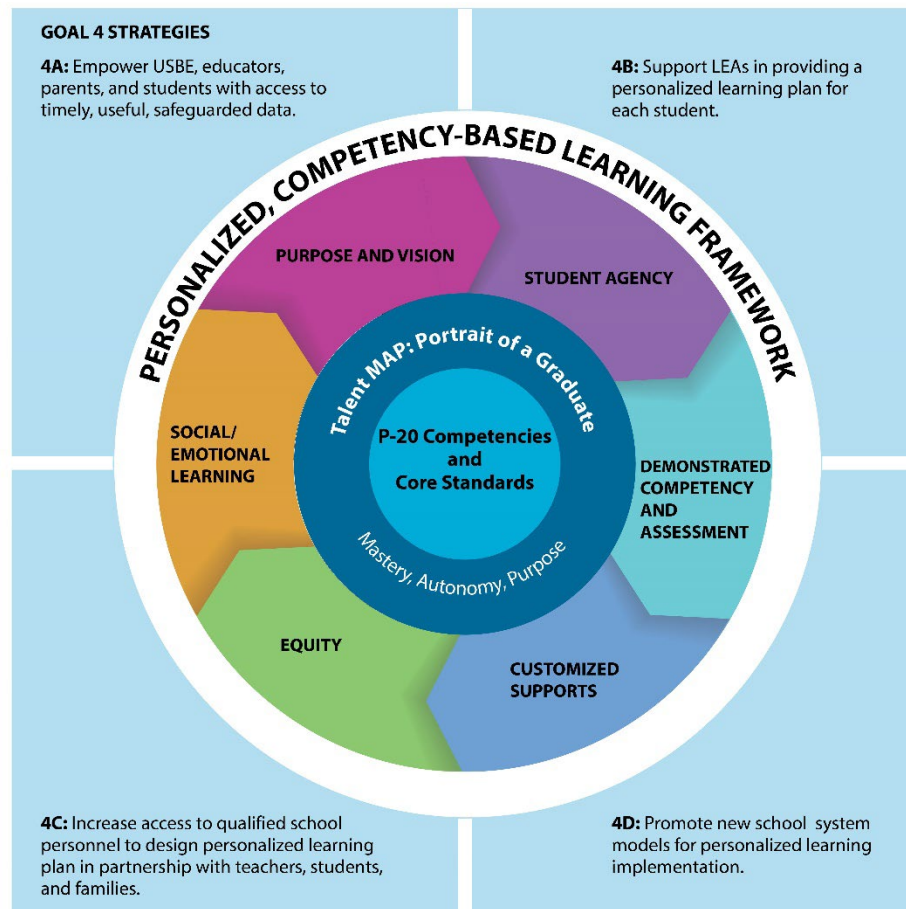 GOAL 4 STRATEGIES
4A: Empower USBE, educators,
parents, and students with access to
timely, useful, safeguarded data.
4B: Support LEAs in providing a
personalized learning plan for
each student.
PERSONALIZED, COMPETENCY-BASED LEARNING FRAMEWORK
PURPOSE AND VISION
STUDENT AGENCY
DEMONSTRATED
COMPETENCY
AND
ASSESSMENT
CUSTOMIZED
SUPPORTS
EQUITY
SOCIAL/
EMOTIONAL
LEARNING
Talent MAP: Portrait of a Graduate
P-20 Competencies
and
Core Standards
Mastery, Autonomy, Purpose
4C: Increase access to qualified school
personnel to design personalized learning
plan in partnership with teachers, students,
and families.
4D: Promote new school system
models for personalized learning
implementation.